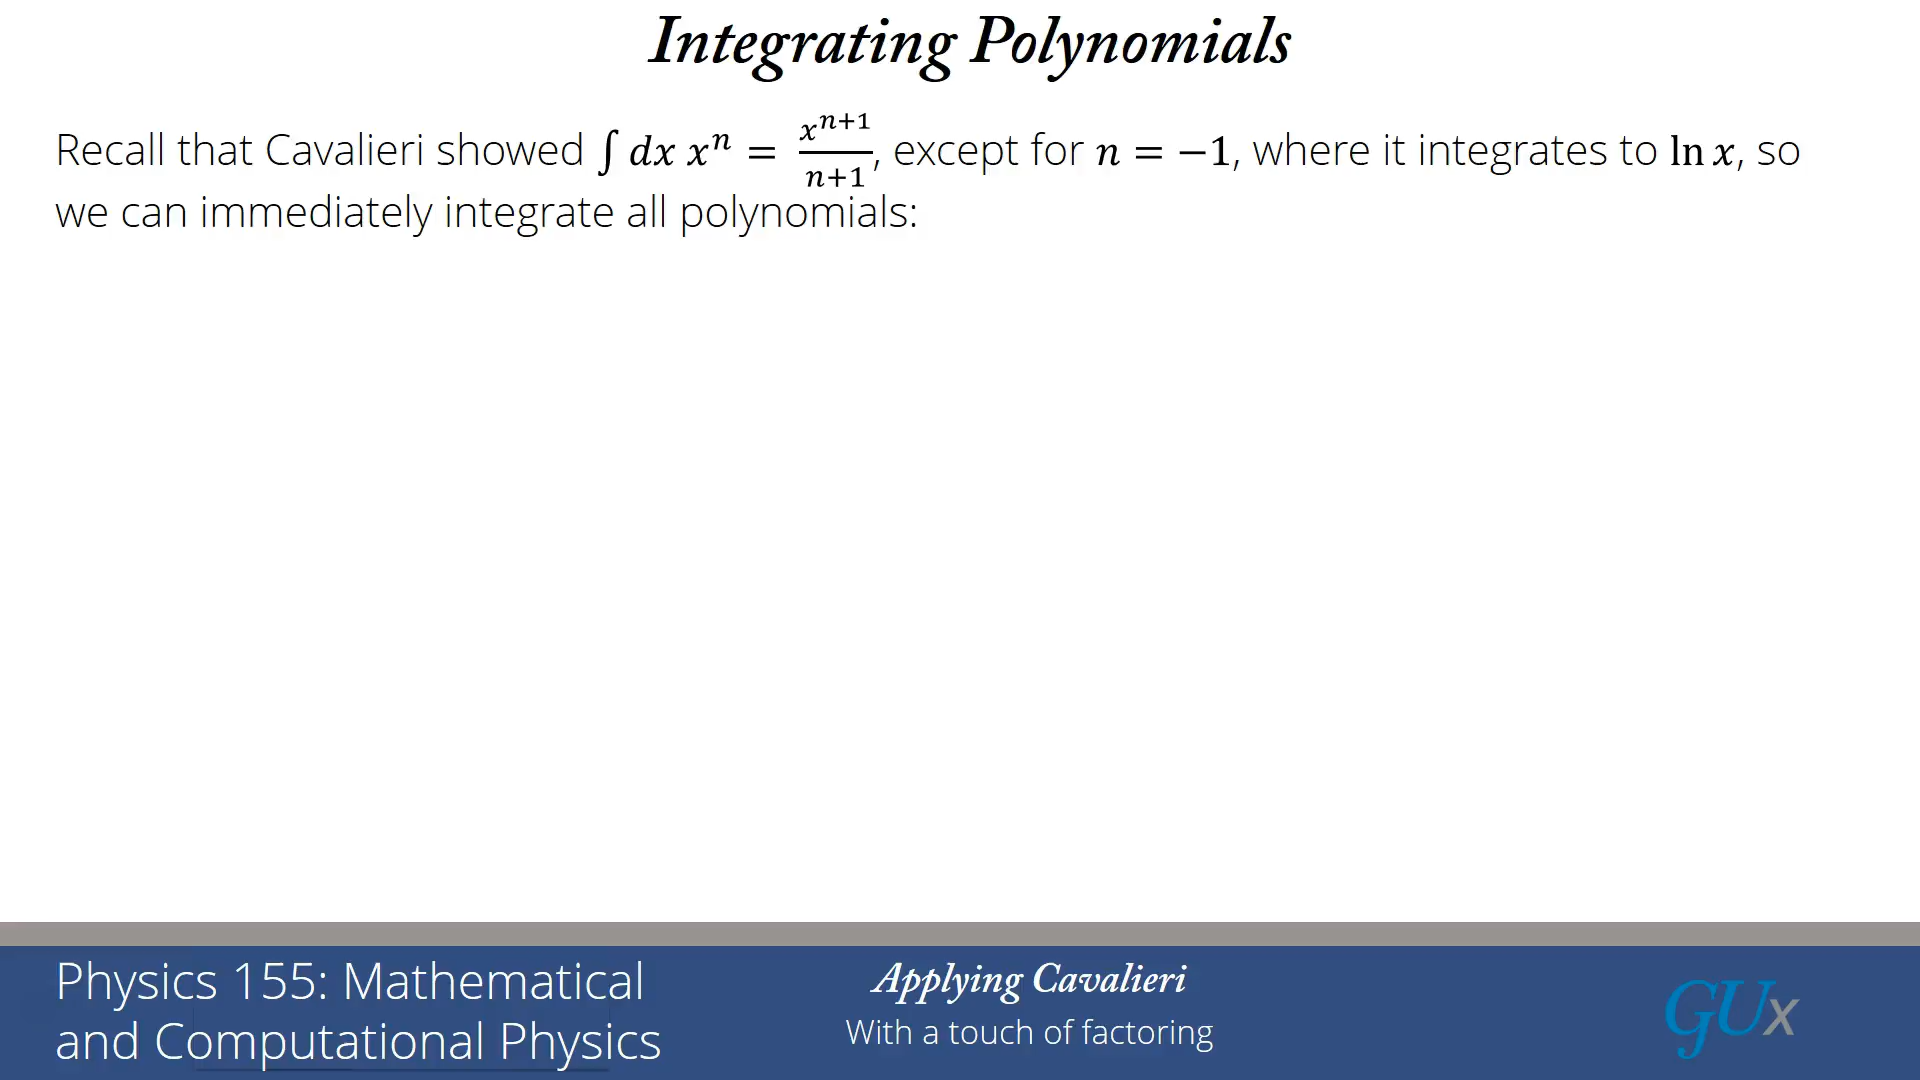 Integrating Polynomials
Recall that Cavalieri showed ∫ dx xⁿ = xⁿ⁺¹/n+1, except for n = −1, where it integrates to ln x, so
we can immediately integrate all polynomials:
Physics 155: Mathematical
and Computational Physics
Applying Cavalieri
With a touch of factoring
GUx